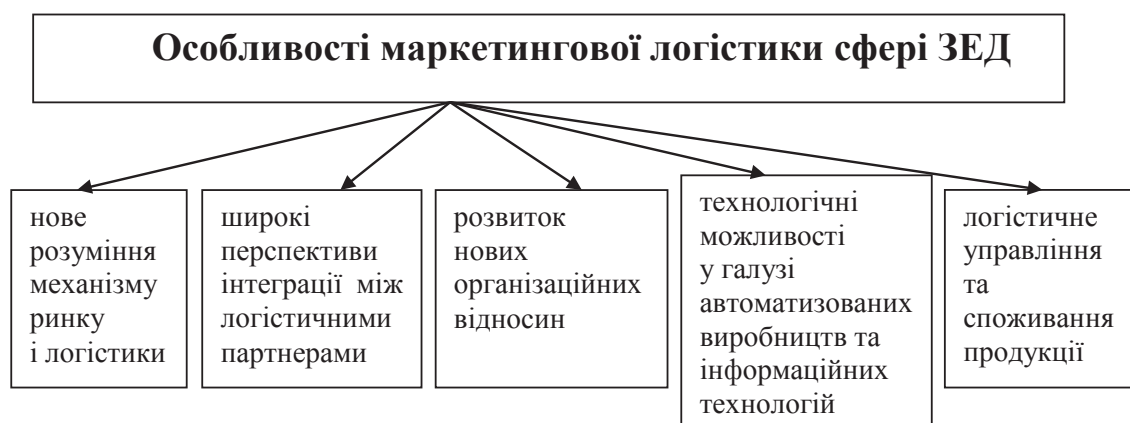 Особливості маркетингової логістики сфері ЗЕД
нове
розуміння
механізму
ринку
і логістики
широкі
перспективи
інтеграції між
логістичними
партнерами
розвиток
нових
організаційних
відносин
технологічні
можливості
у галузі
автоматизованих
виробництв та
інформаційних
технологій
логістичне
управління
та
споживання
продукції